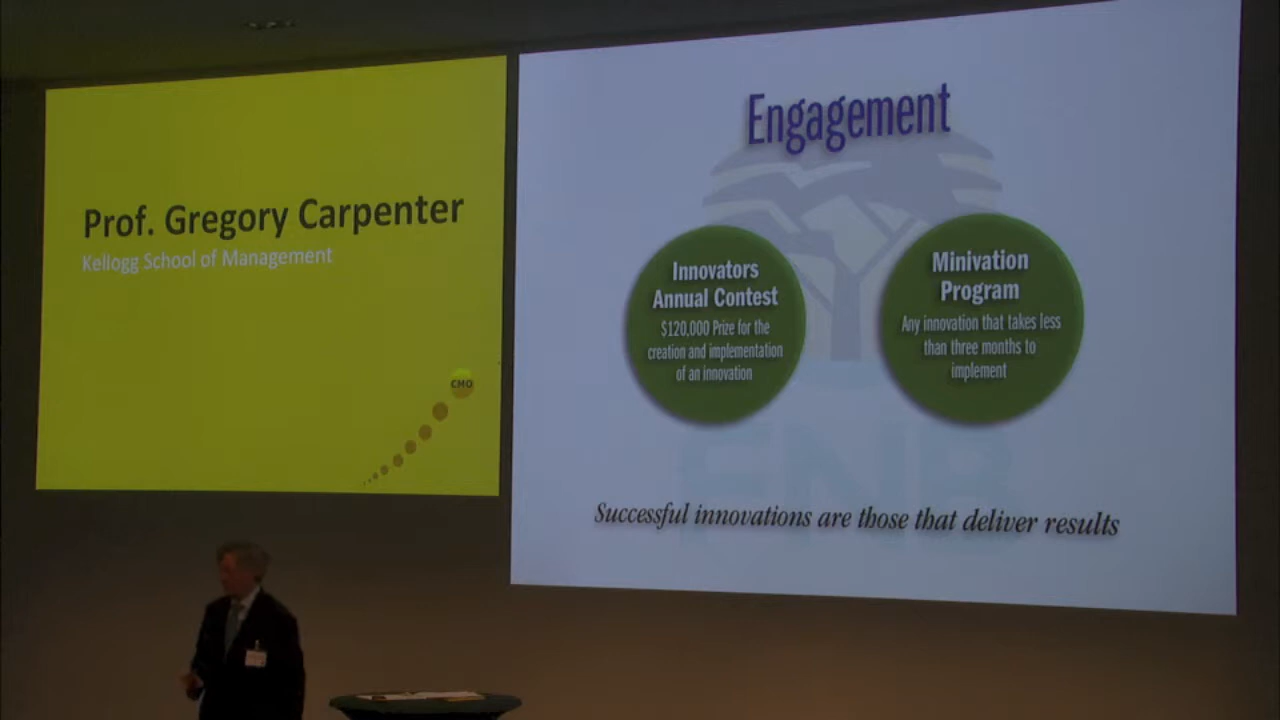 Prof. Gregory Carpenter
Kellogg School of Management
CMO
Engagement
Innovators
Annual Contest
$120,000 Prize for the
creation and implementation
of an innovation
Minivation
Program
Any innovation that takes less
than three months to
implement
FNB
Successful innovations are those that deliver results